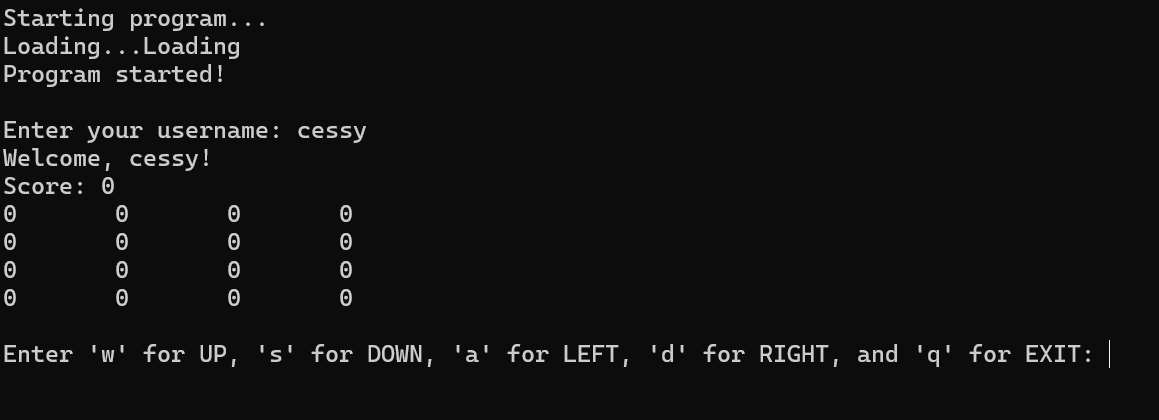 Starting program...
Loading...Loading
Program started!
Enter your username: cessy
Welcome, cessy!
Score: 0
0 0 0 0
0 0 0 0
0 0 0 0
0 0 0 0
Enter 'w' for UP, 's' for DOWN, 'a' for LEFT, 'd' for RIGHT, and 'q' for EXIT: